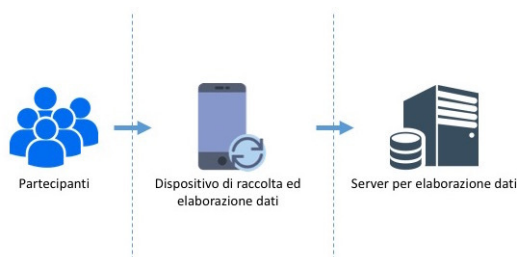 Partecipanti
Dispositivo di raccolta ed
elaborazione dati
Server per elaborazione dati